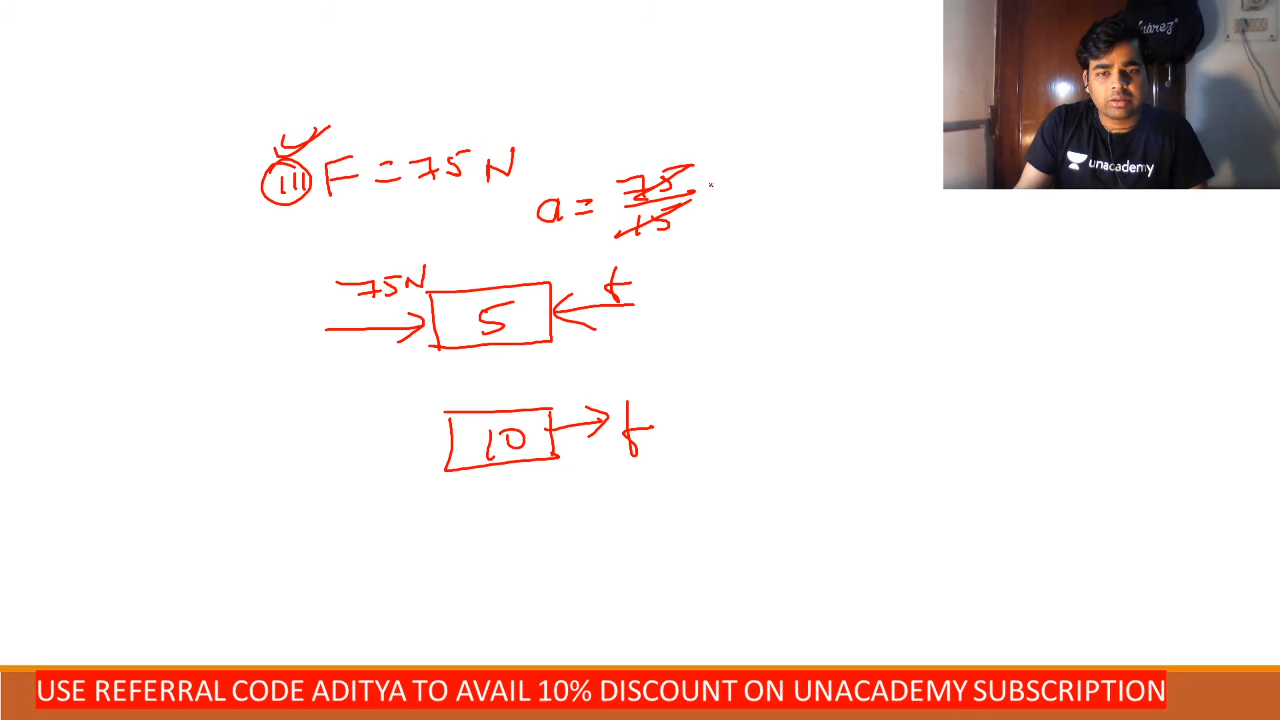 iii F = 75 N
a = 75/15
75N
5
f
10
f
suarez
unacademy
USE REFERRAL CODE ADITYA TO AVAIL 10% DISCOUNT ON UNACADEMY SUBSCRIPTION